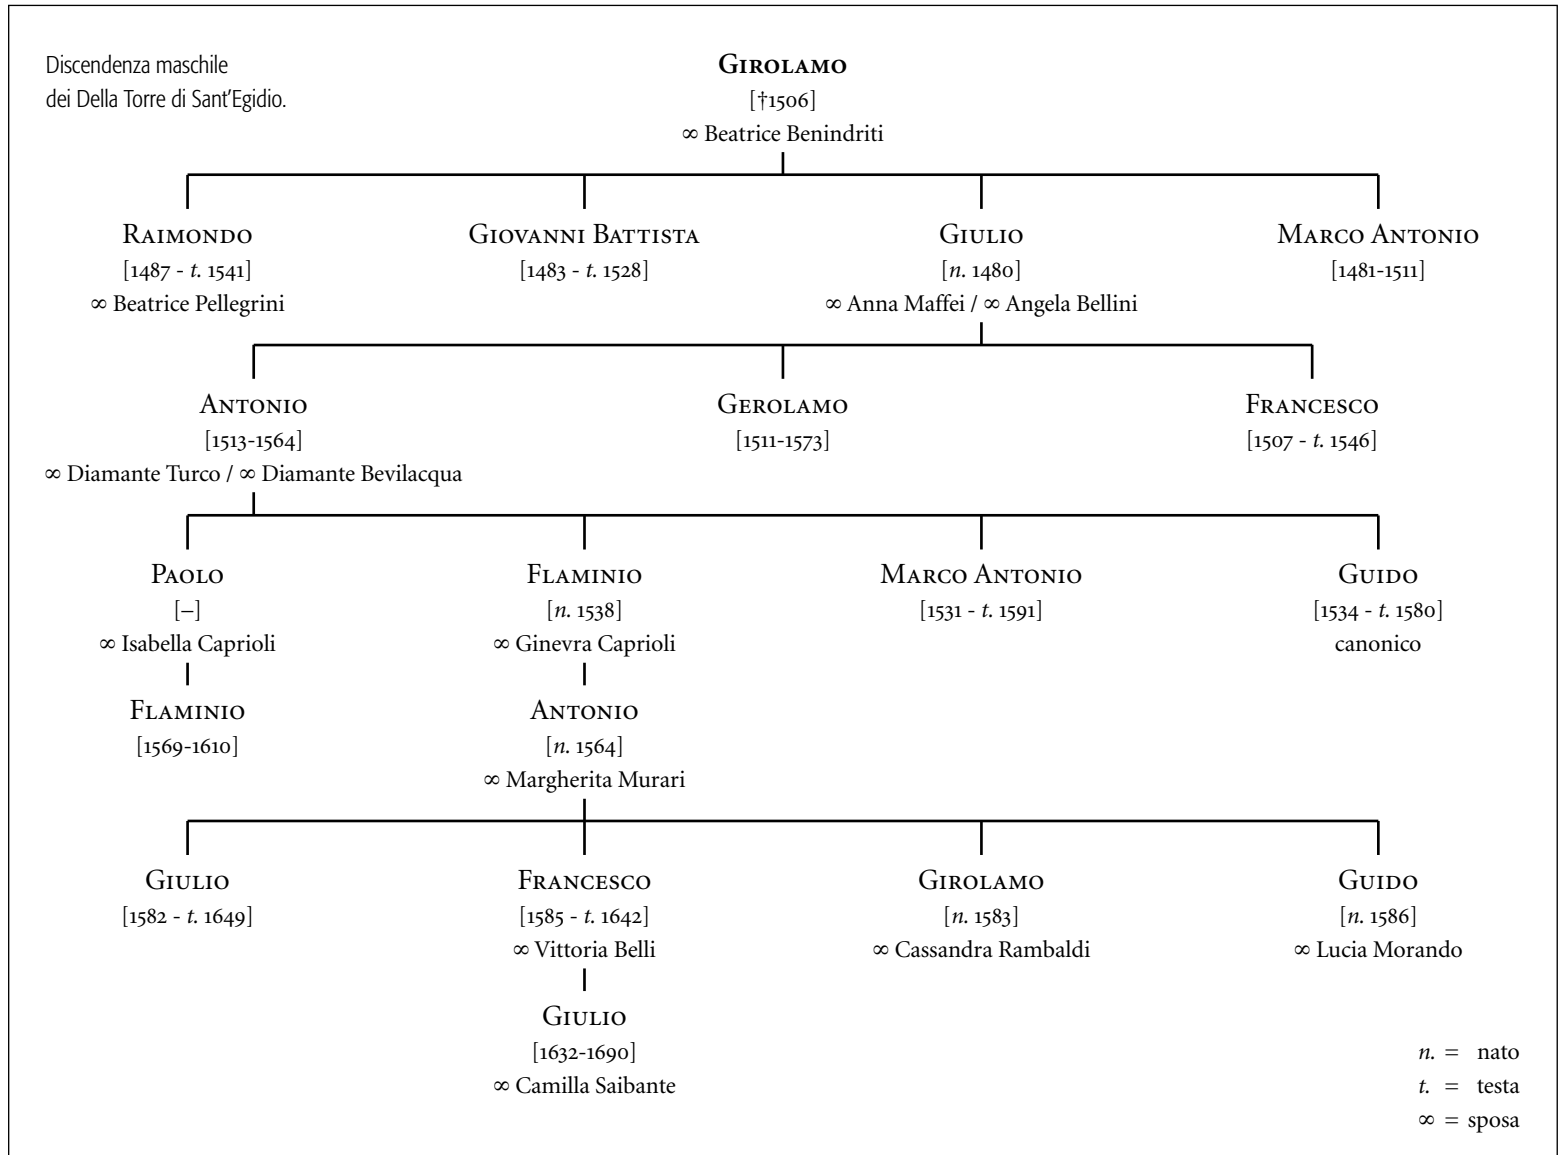 Discendenza maschile
dei Della Torre di Sant'Egidio.
GIROLAMO
[†1506]
∞ Beatrice Benindriti
RAIMONDO
[1487 - t. 1541]
∞ Beatrice Pellegrini
GIOVANNI BATTISTA
[1483 - t. 1528]
GIULIO
[n. 1480]
∞ Anna Maffei / ∞ Angela Bellini
MARCO ANTONIO
[1481-1511]
ANTONIO
[1513-1564]
∞ Diamante Turco / ∞ Diamante Bevilacqua
GEROLAMO
[1511-1573]
FRANCESCO
[1507 - t. 1546]
PAOLO
[–]
∞ Isabella Caprioli
FLAMINIO
[n. 1538]
∞ Ginevra Caprioli
MARCO ANTONIO
[1531 - t. 1591]
GUIDO
[1534 - t. 1580]
canonico
FLAMINIO
[1569-1610]
ANTONIO
[n. 1564]
∞ Margherita Murari
GIULIO
[1582 - t. 1649]
FRANCESCO
[1585 - t. 1642]
∞ Vittoria Belli
GIROLAMO
[n. 1583]
∞ Cassandra Rambaldi
GUIDO
[n. 1586]
∞ Lucia Morando
GIULIO
[1632-1690]
∞ Camilla Saibante
n. = nato
t. = testa
∞ = sposa